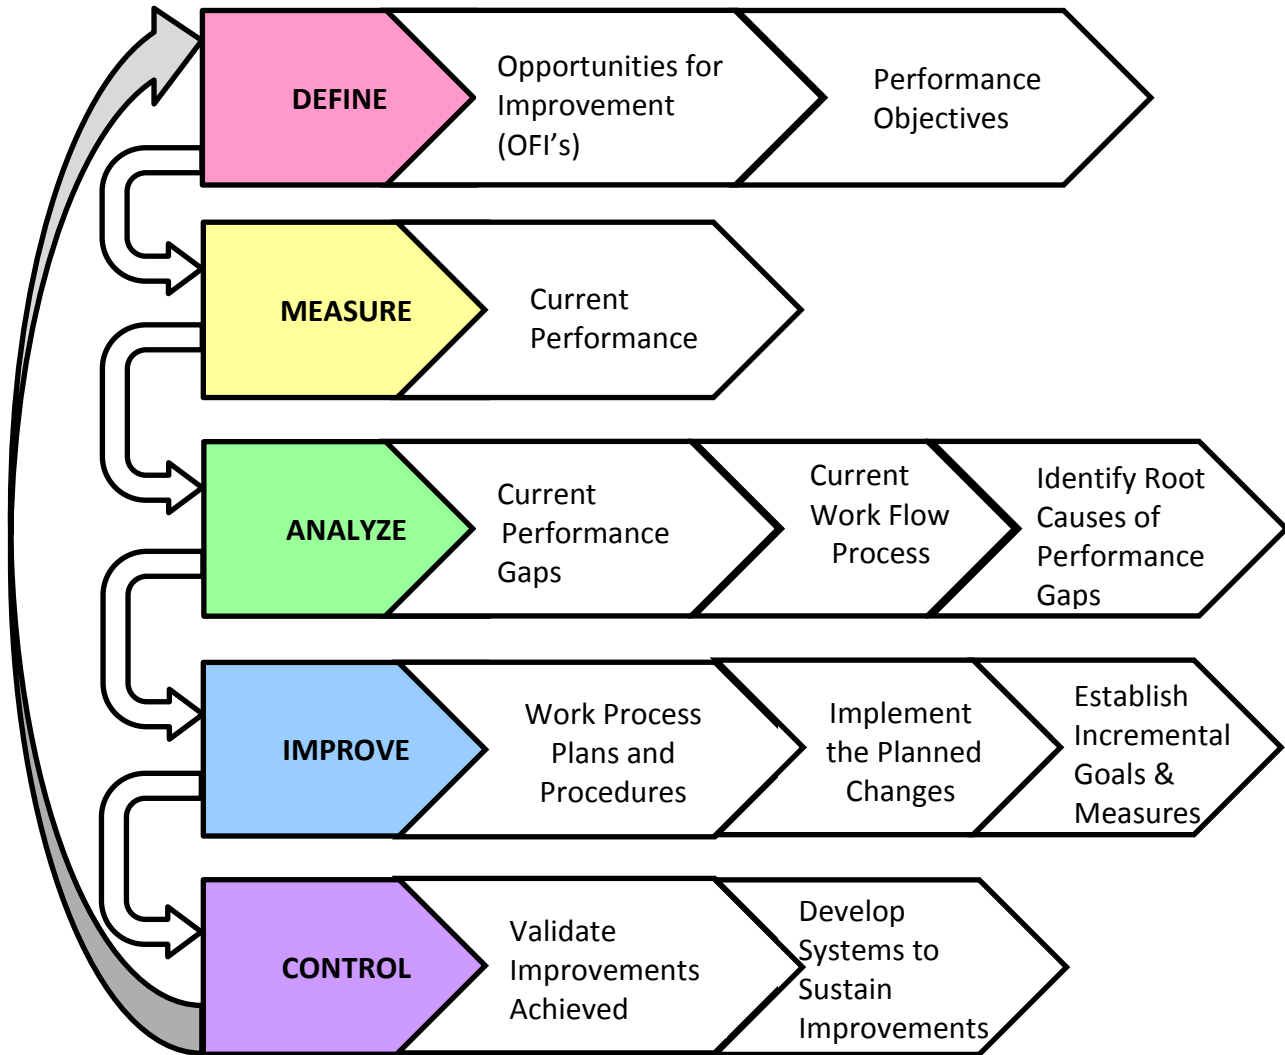 DEFINE
Opportunities for
Improvement
(OFI's)
Performance
Objectives
MEASURE
Current
Performance
ANALYZE
Current
Performance
Gaps
Current
Work Flow
Process
Identify Root
Causes of
Performance
Gaps
IMPROVE
Work Process
Plans and
Procedures
Implement
the Planned
Changes
Establish
Incremental
Goals &
Measures
CONTROL
Validate
Improvements
Achieved
Develop
Systems to
Sustain
Improvements